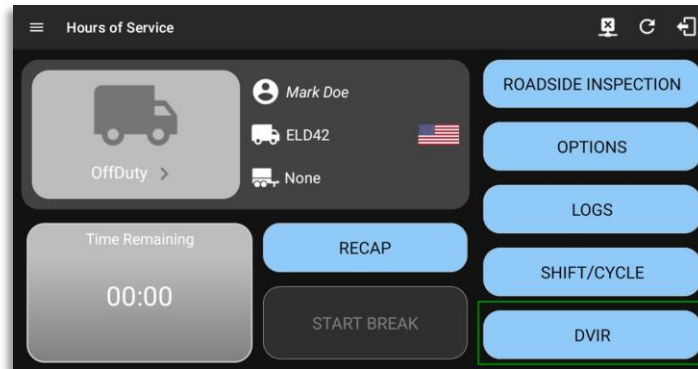 Hours of Service
Mark Doe
ELD42
None
OffDuty >
Time Remaining
00:00
RECAP
START BREAK
ROADSIDE INSPECTION
OPTIONS
LOGS
SHIFT/CYCLE
DVIR